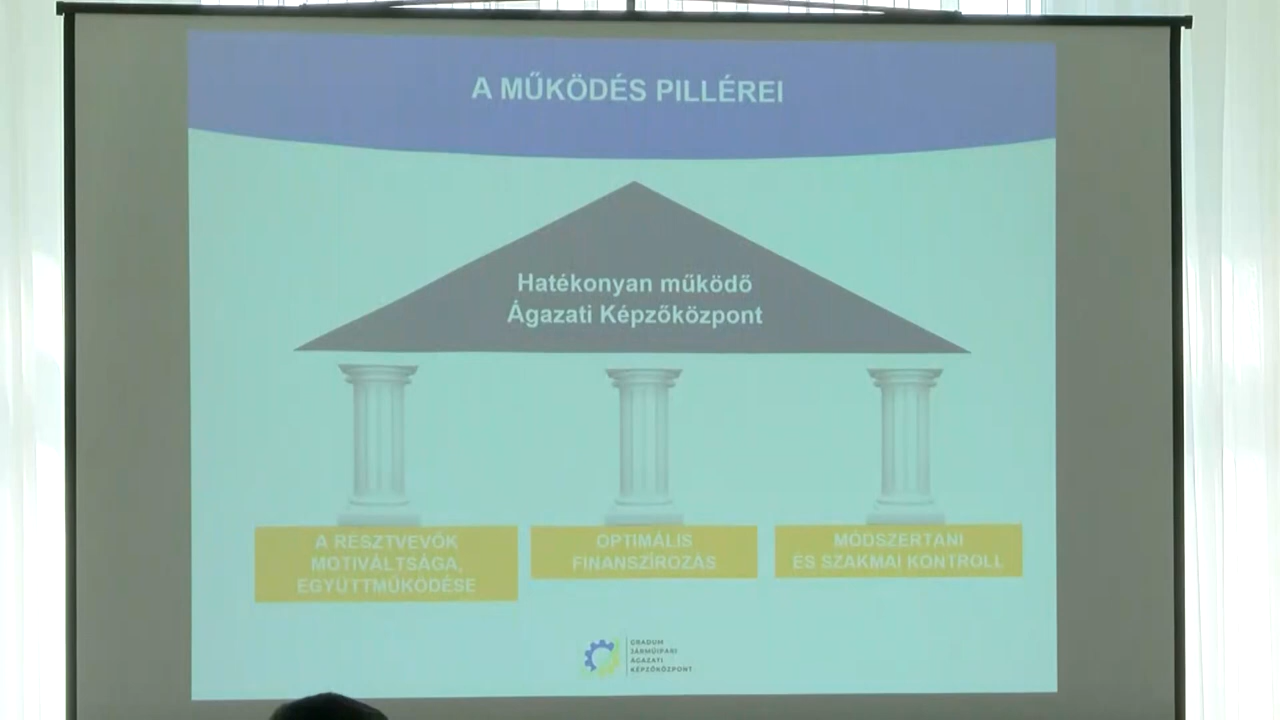 A MŰKÖDÉS PILLÉREI
Hatékonyan működő
Ágazati Képzőközpont
A RÉSZTVEVŐK
MOTIVÁLTSÁGA,
EGYÜTTMŰKÖDÉSE
OPTIMÁLIS
FINANSZÍROZÁS
MÓDSZERTANI
ÉS SZAKMAI KONTROLL
GRADUM
JÁRMŰIPARI
ÁGAZATI
KÉPZŐKÖZPONT